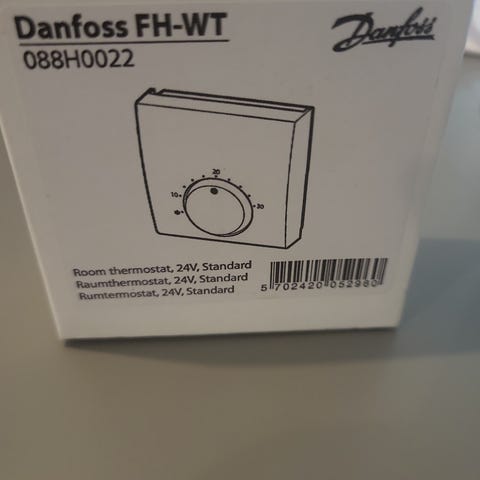 Danfoss FH-WT
Danfoss
088H0022
20
10
30
Room thermostat, 24V, Standard
Raumthermostat, 24V, Standard
Rumtermostat, 24V, Standard
5 702420 052980